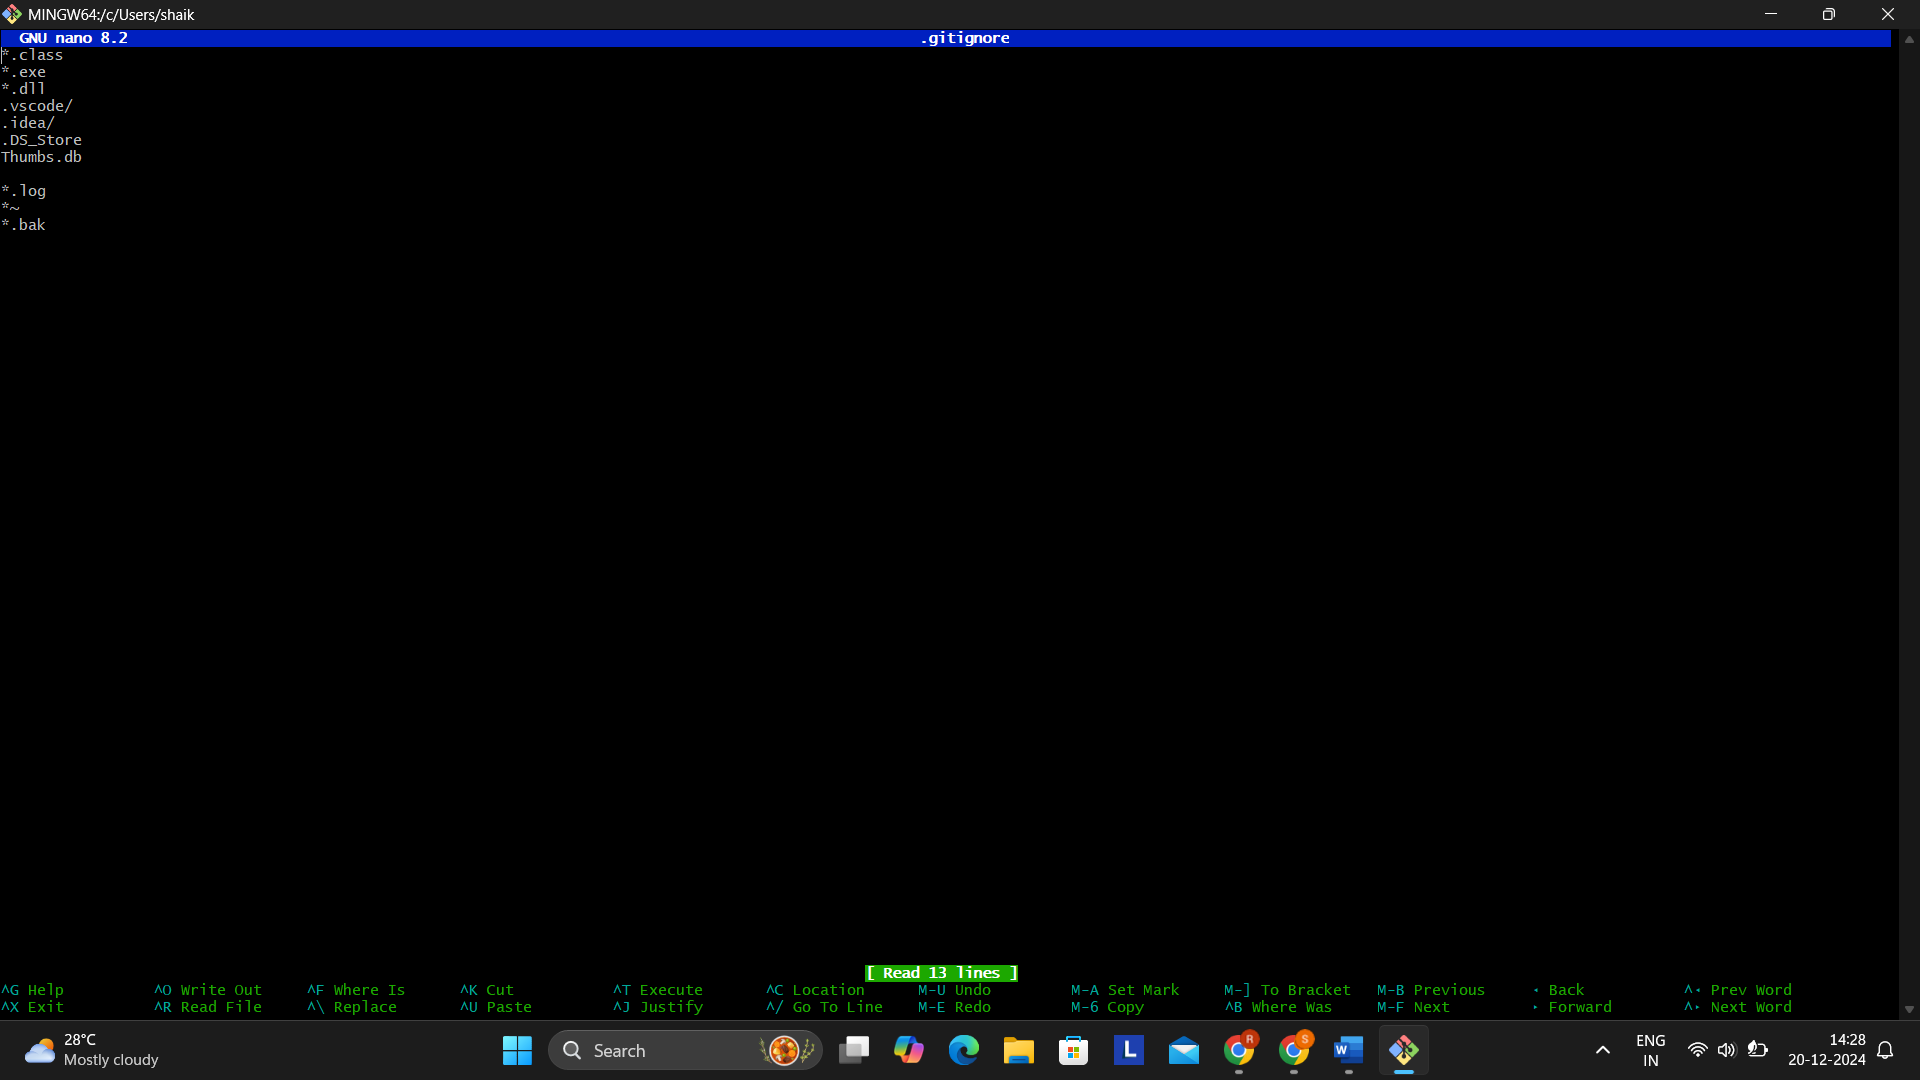 MINGW64:/c/Users/shaik
GNU nano 8.2 .gitignore
*.class
*.exe
*.dll
.vscode/
.idea/
.DS_Store
Thumbs.db
*.log
*~
*.bak
[ Read 13 lines ]
^G Help ^O Write Out ^F Where Is ^K Cut ^T Execute ^C Location M-U Undo M-A Set Mark M-] To Bracket M-B Previous ◂ Back ^◂ Prev Word
^X Exit ^R Read File ^\ Replace ^U Paste ^J Justify ^/ Go To Line M-E Redo M-6 Copy ^B Where Was M-F Next ▸ Forward ^▸ Next Word
28°C
Mostly cloudy
Search
L
R
S
W
ENG
IN
14:28
20-12-2024